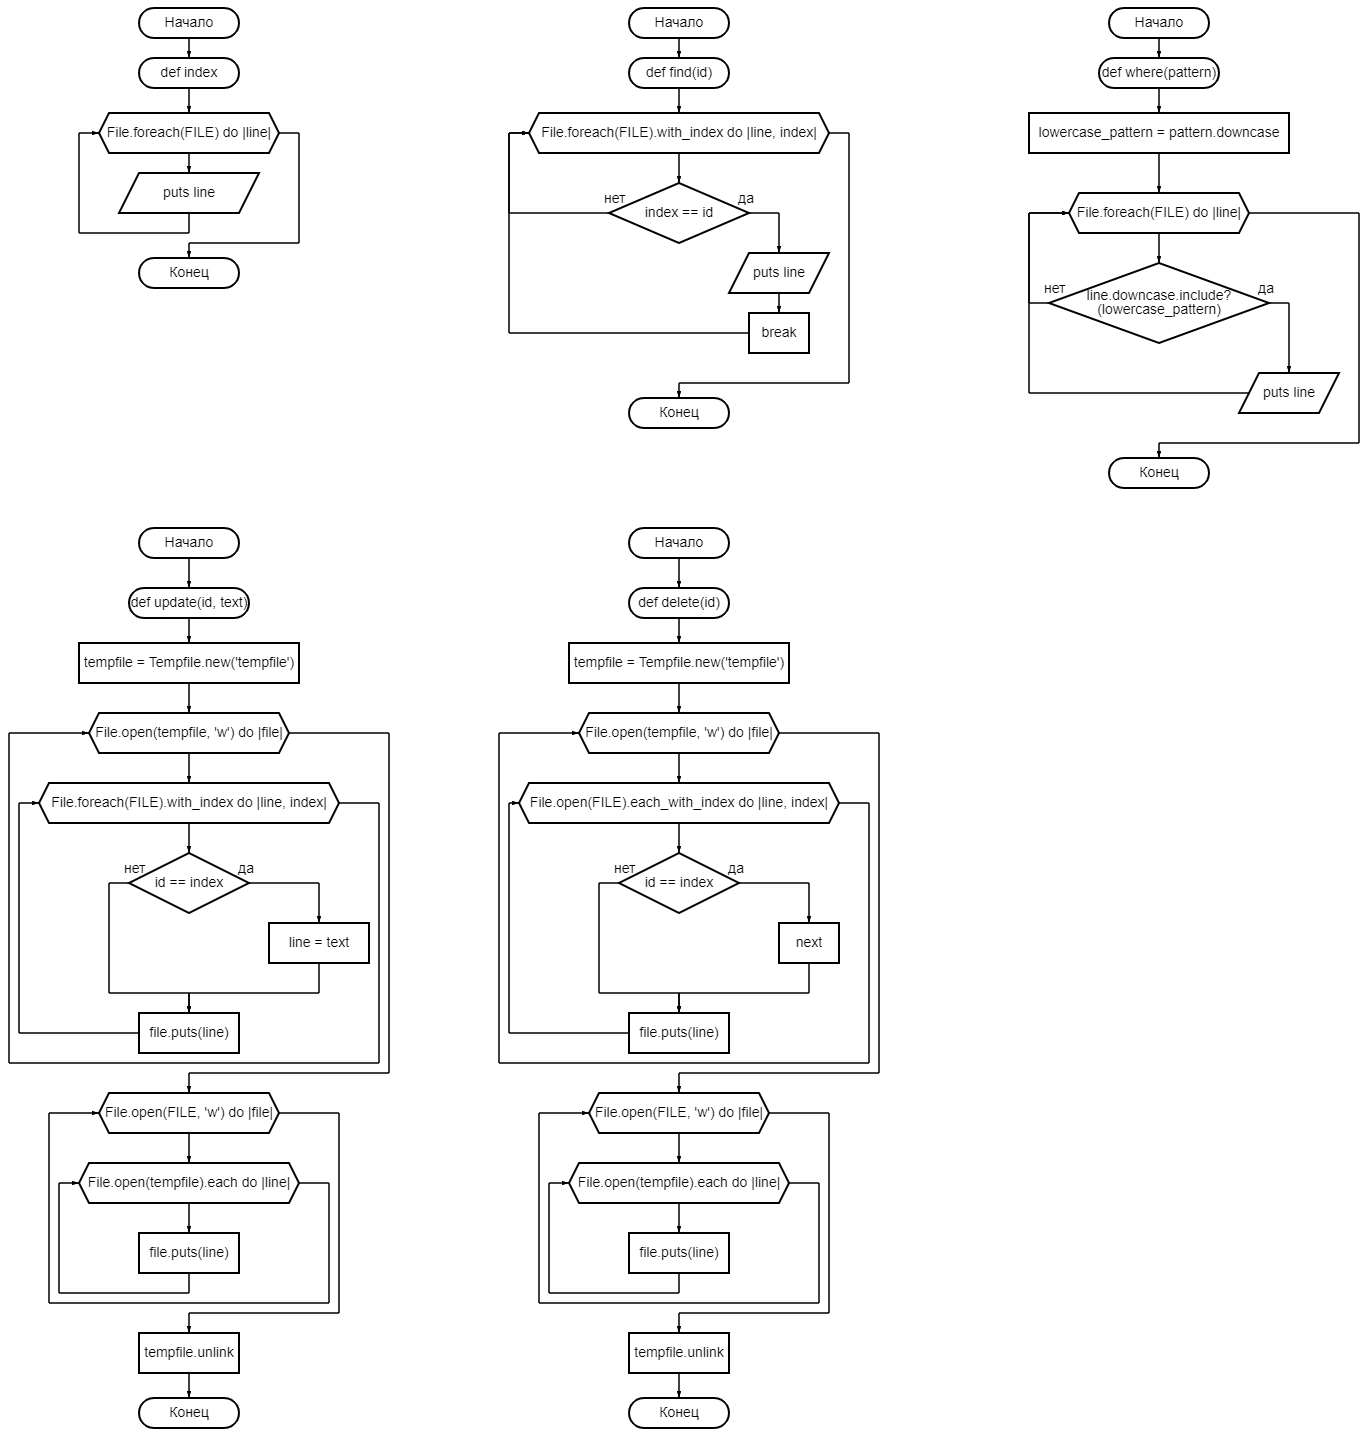 Начало
def index
File.foreach(FILE) do |line|
puts line
Конец
Начало
def find(id)
File.foreach(FILE).with_index do |line, index|
нет
да
index == id
puts line
break
Конец
Начало
def where(pattern)
lowercase_pattern = pattern.downcase
File.foreach(FILE) do |line|
нет
да
line.downcase.include?
(lowercase_pattern)
puts line
Конец
Начало
def update(id, text)
tempfile = Tempfile.new('tempfile')
File.open(tempfile, 'w') do |file|
File.foreach(FILE).with_index do |line, index|
нет
да
id == index
line = text
file.puts(line)
File.open(FILE, 'w') do |file|
File.open(tempfile).each do |line|
file.puts(line)
tempfile.unlink
Конец
Начало
def delete(id)
tempfile = Tempfile.new('tempfile')
File.open(tempfile, 'w') do |file|
File.open(FILE).each_with_index do |line, index|
нет
да
id == index
next
file.puts(line)
File.open(FILE, 'w') do |file|
File.open(tempfile).each do |line|
file.puts(line)
tempfile.unlink
Конец